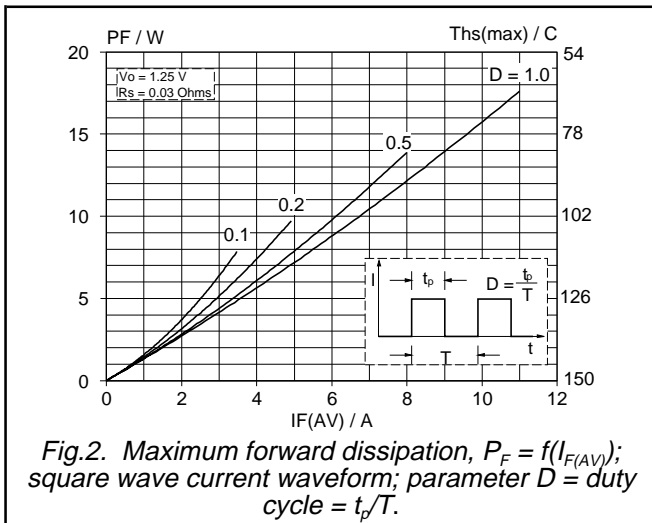 PF / W
Ths(max) / C
20
54
Vo = 1.25 V
Rs = 0.03 Ohms
D = 1.0
15
78
0.5
0.2
10
102
0.1
I
tp
D = tp/T
5
126
T
t
0
150
0 2 4 6 8 10 12
IF(AV) / A
Fig.2. Maximum forward dissipation, PF = f(IF(AV));
square wave current waveform; parameter D = duty
cycle = tp/T.